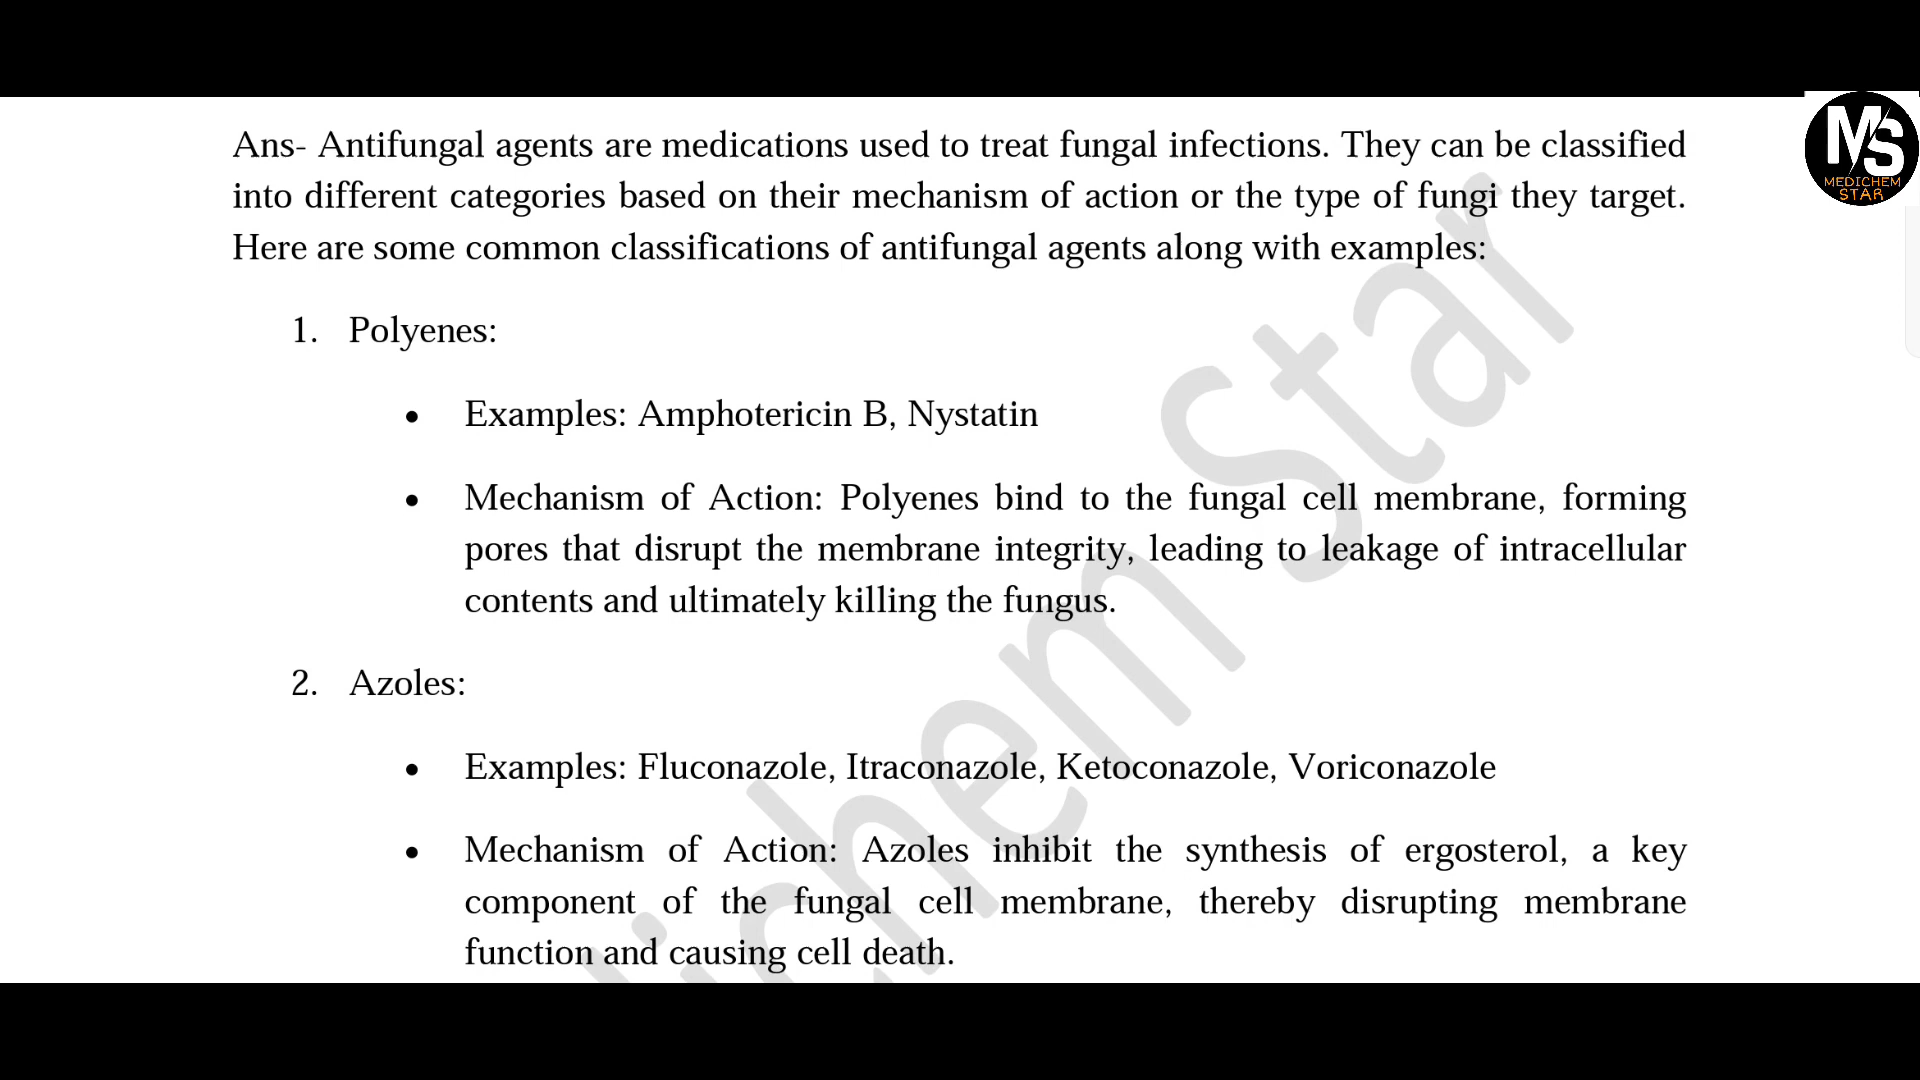 Ans- Antifungal agents are medications used to treat fungal infections. They can be classified
into different categories based on their mechanism of action or the type of fungi they target.
Here are some common classifications of antifungal agents along with examples:
1. Polyenes:
• Examples: Amphotericin B, Nystatin
• Mechanism of Action: Polyenes bind to the fungal cell membrane, forming
pores that disrupt the membrane integrity, leading to leakage of intracellular
contents and ultimately killing the fungus.
2. Azoles:
• Examples: Fluconazole, Itraconazole, Ketoconazole, Voriconazole
• Mechanism of Action: Azoles inhibit the synthesis of ergosterol, a key
component of the fungal cell membrane, thereby disrupting membrane
function and causing cell death.
MS
MEDICHEM
STAR
ichem Star